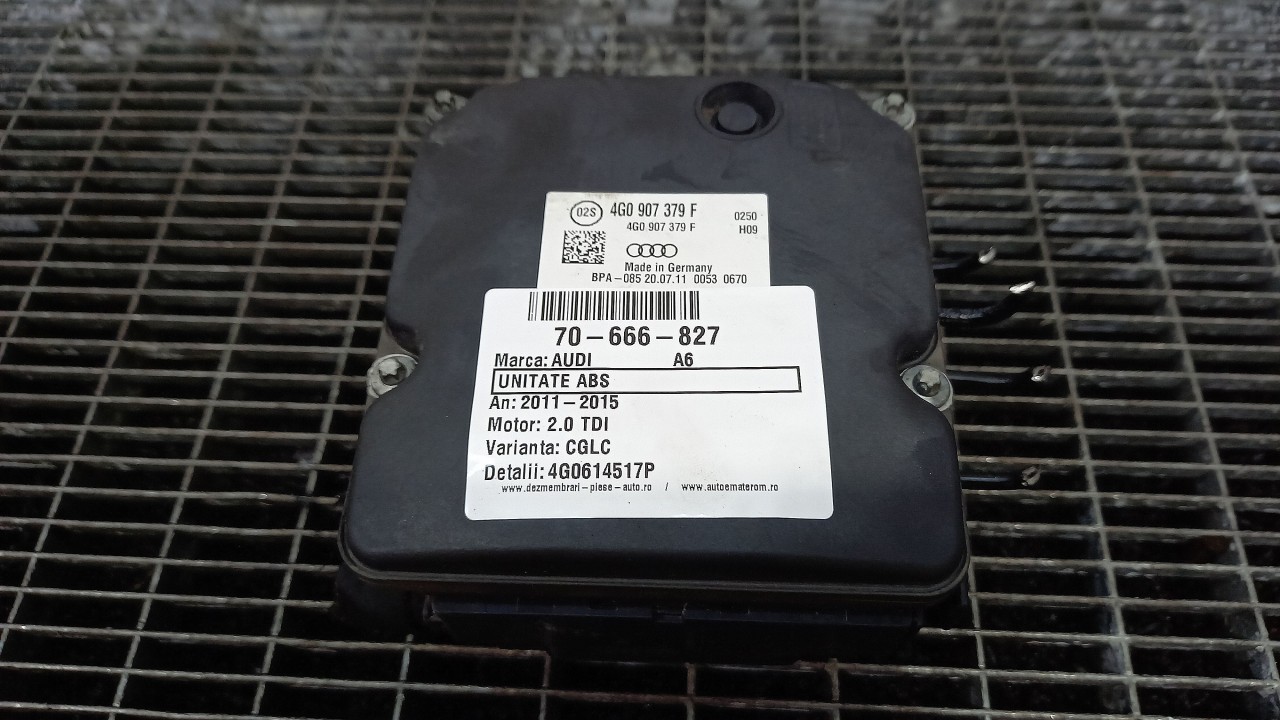 02S 4G0 907 379 F 0250
4G0 907 379 F H09
Made in Germany
BPA-085 20.07.11 0053 0670
70-666-827
Marca: AUDI A6
UNITATE ABS
An: 2011-2015
Motor: 2.0 TDI
Varianta: CGLC
Detalii: 4G0614517P
www.dezmembrari-piese-auto.ro / www.autoematerom.ro